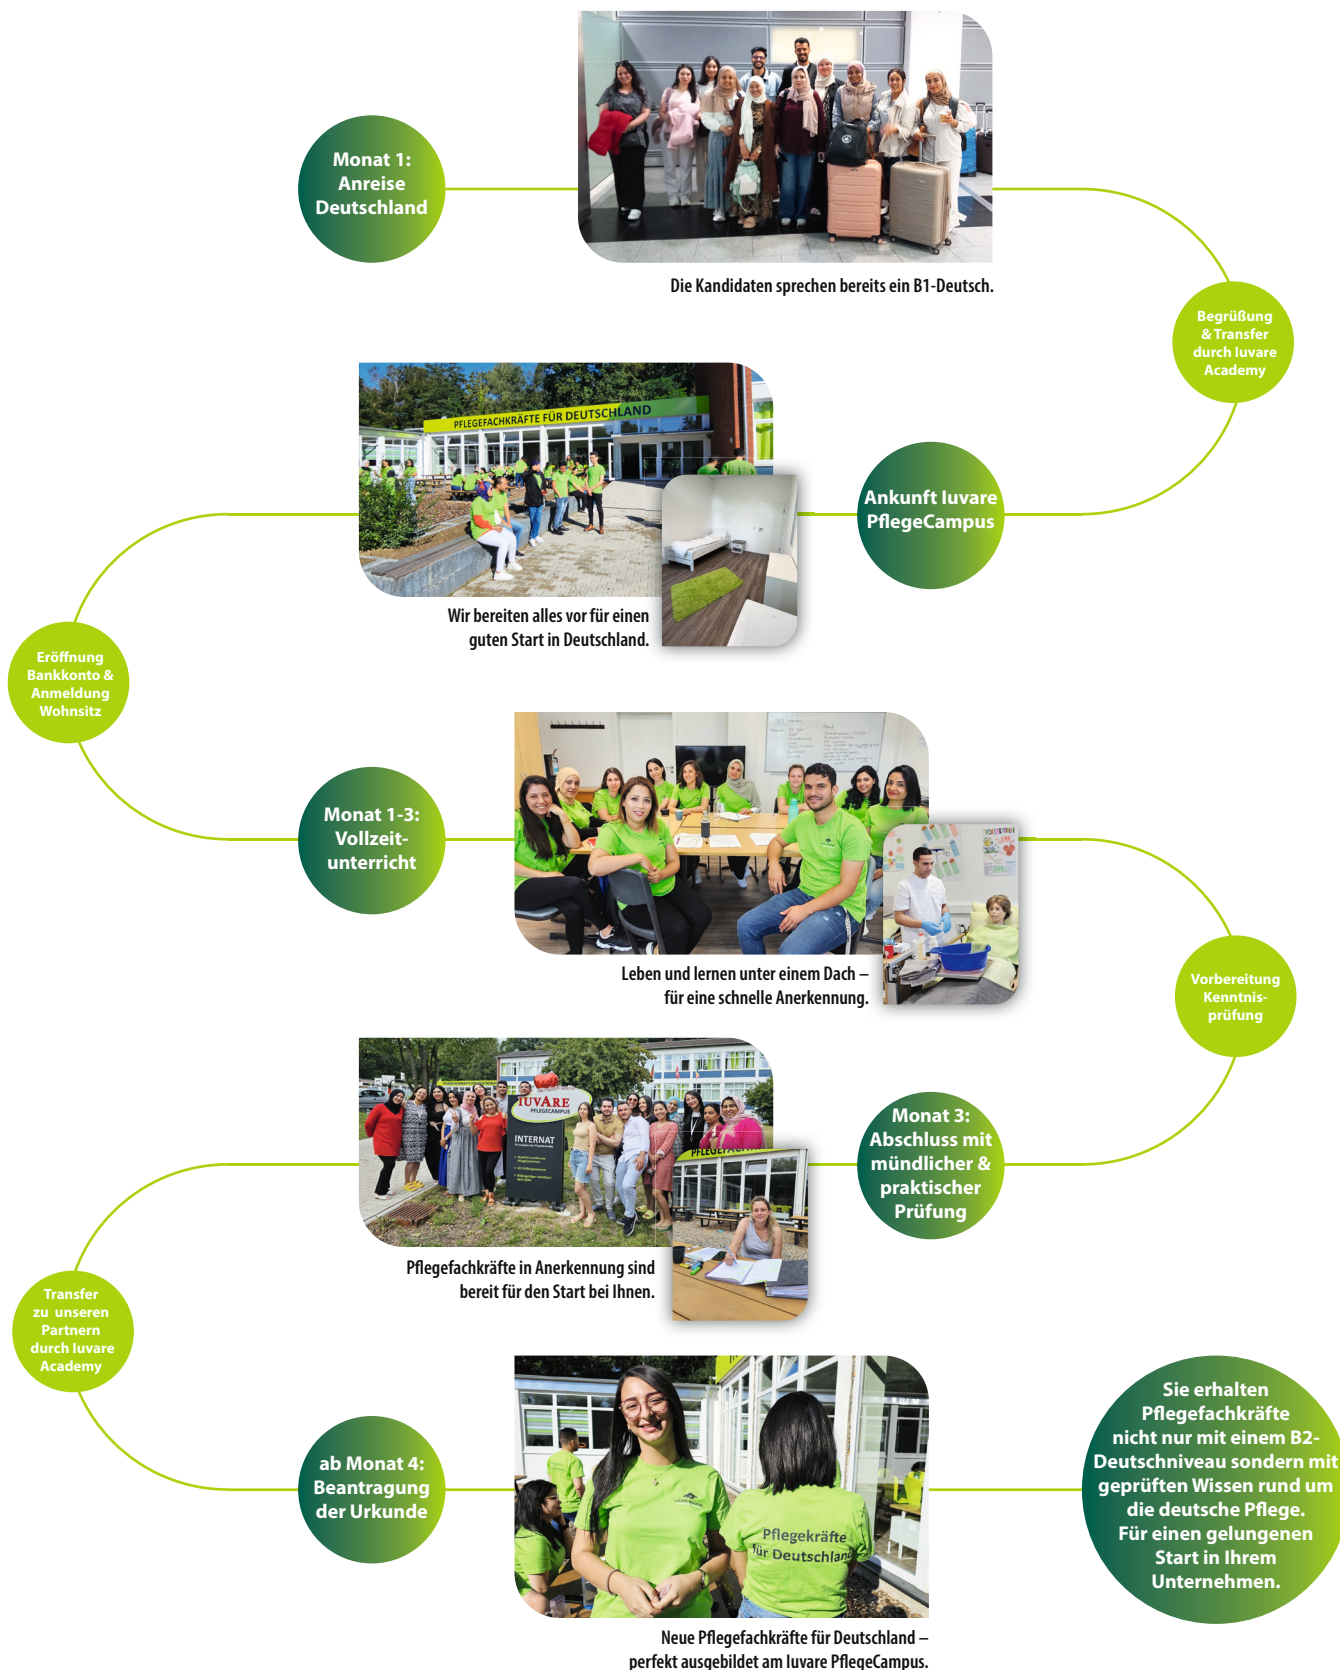 Monat 1:
Anreise
Deutschland
Die Kandidaten sprechen bereits ein B1-Deutsch.
Begrüßung
& Transfer
durch Iuvare
Academy
PFLEGEFACHKRÄFTE FÜR DEUTSCHLAND
Ankunft Iuvare
PflegeCampus
Wir bereiten alles vor für einen
guten Start in Deutschland.
Eröffnung
Bankkonto &
Anmeldung
Wohnsitz
Monat 1-3:
Vollzeit-
unterricht
Leben und lernen unter einem Dach –
für eine schnelle Anerkennung.
Vorbereitung
Kenntnis-
prüfung
IUVARE
PFLEGECAMPUS
INTERNAT
Monat 3:
Abschluss mit
mündlicher &
praktischer
Prüfung
Pflegefachkräfte in Anerkennung sind
bereit für den Start bei Ihnen.
Transfer
zu unseren
Partnern
durch Iuvare
Academy
ab Monat 4:
Beantragung
der Urkunde
Pflegekräfte
für Deutschland
Sie erhalten
Pflegefachkräfte
nicht nur mit einem B2-
Deutschniveau sondern mit
geprüften Wissen rund um
die deutsche Pflege.
Für einen gelungenen
Start in Ihrem
Unternehmen.
Neue Pflegefachkräfte für Deutschland –
perfekt ausgebildet am Iuvare PflegeCampus.